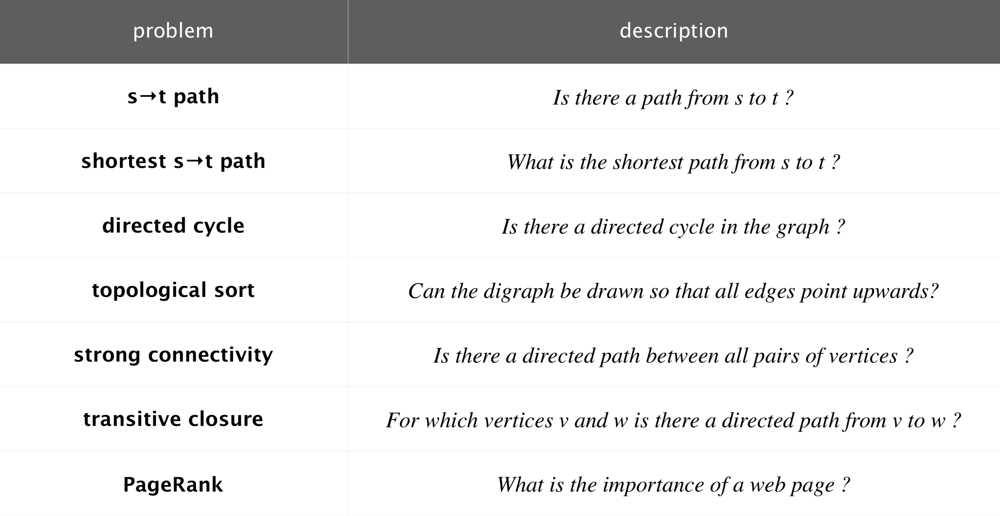 problem description
s→t path Is there a path from s to t ?
shortest s→t path What is the shortest path from s to t ?
directed cycle Is there a directed cycle in the graph ?
topological sort Can the digraph be drawn so that all edges point upwards?
strong connectivity Is there a directed path between all pairs of vertices ?
transitive closure For which vertices v and w is there a directed path from v to w ?
PageRank What is the importance of a web page ?